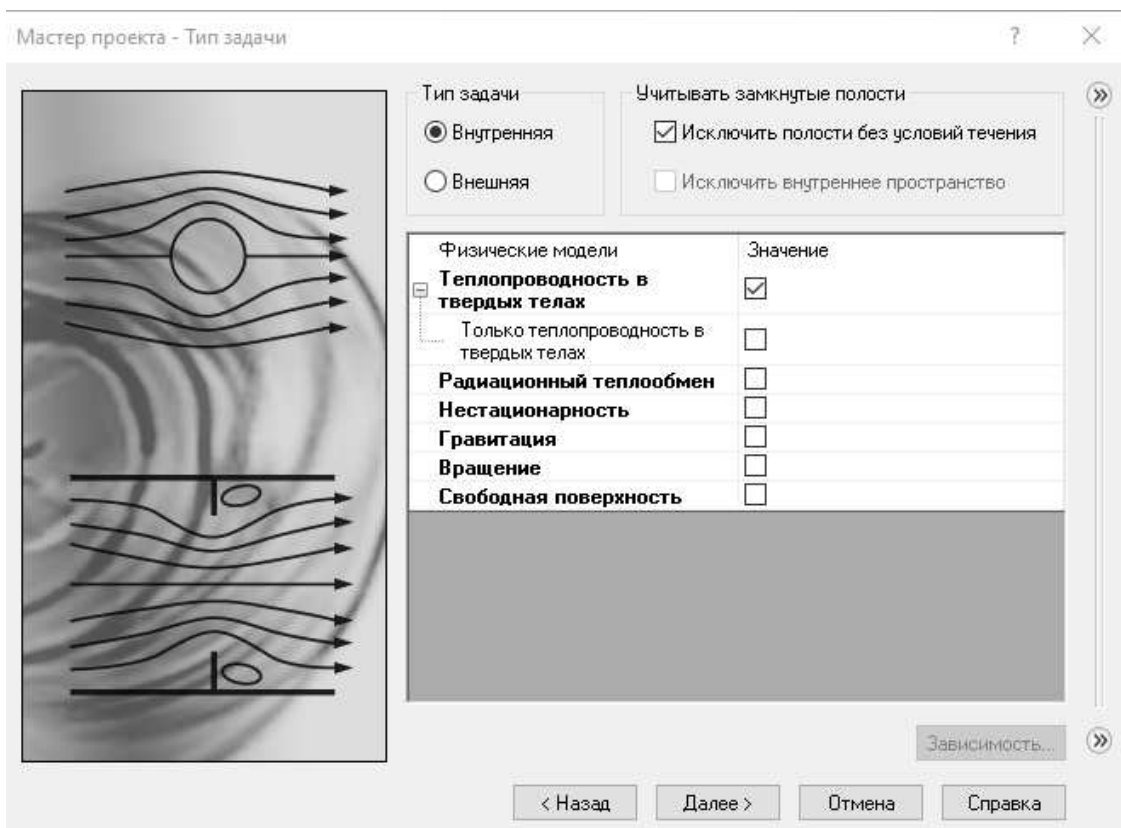 Мастер проекта - Тип задачи
?
Тип задачи
Внутренняя
Внешняя
Учитывать замкнутые полости
Исключить полости без условий течения
Исключить внутреннее пространство
Физические модели
Значение
Теплопроводность в
твердых телах
Только теплопроводность в
твердых телах
Радиационный теплообмен
Нестационарность
Гравитация
Вращение
Свободная поверхность
Зависимость...
< Назад
Далее >
Отмена
Справка